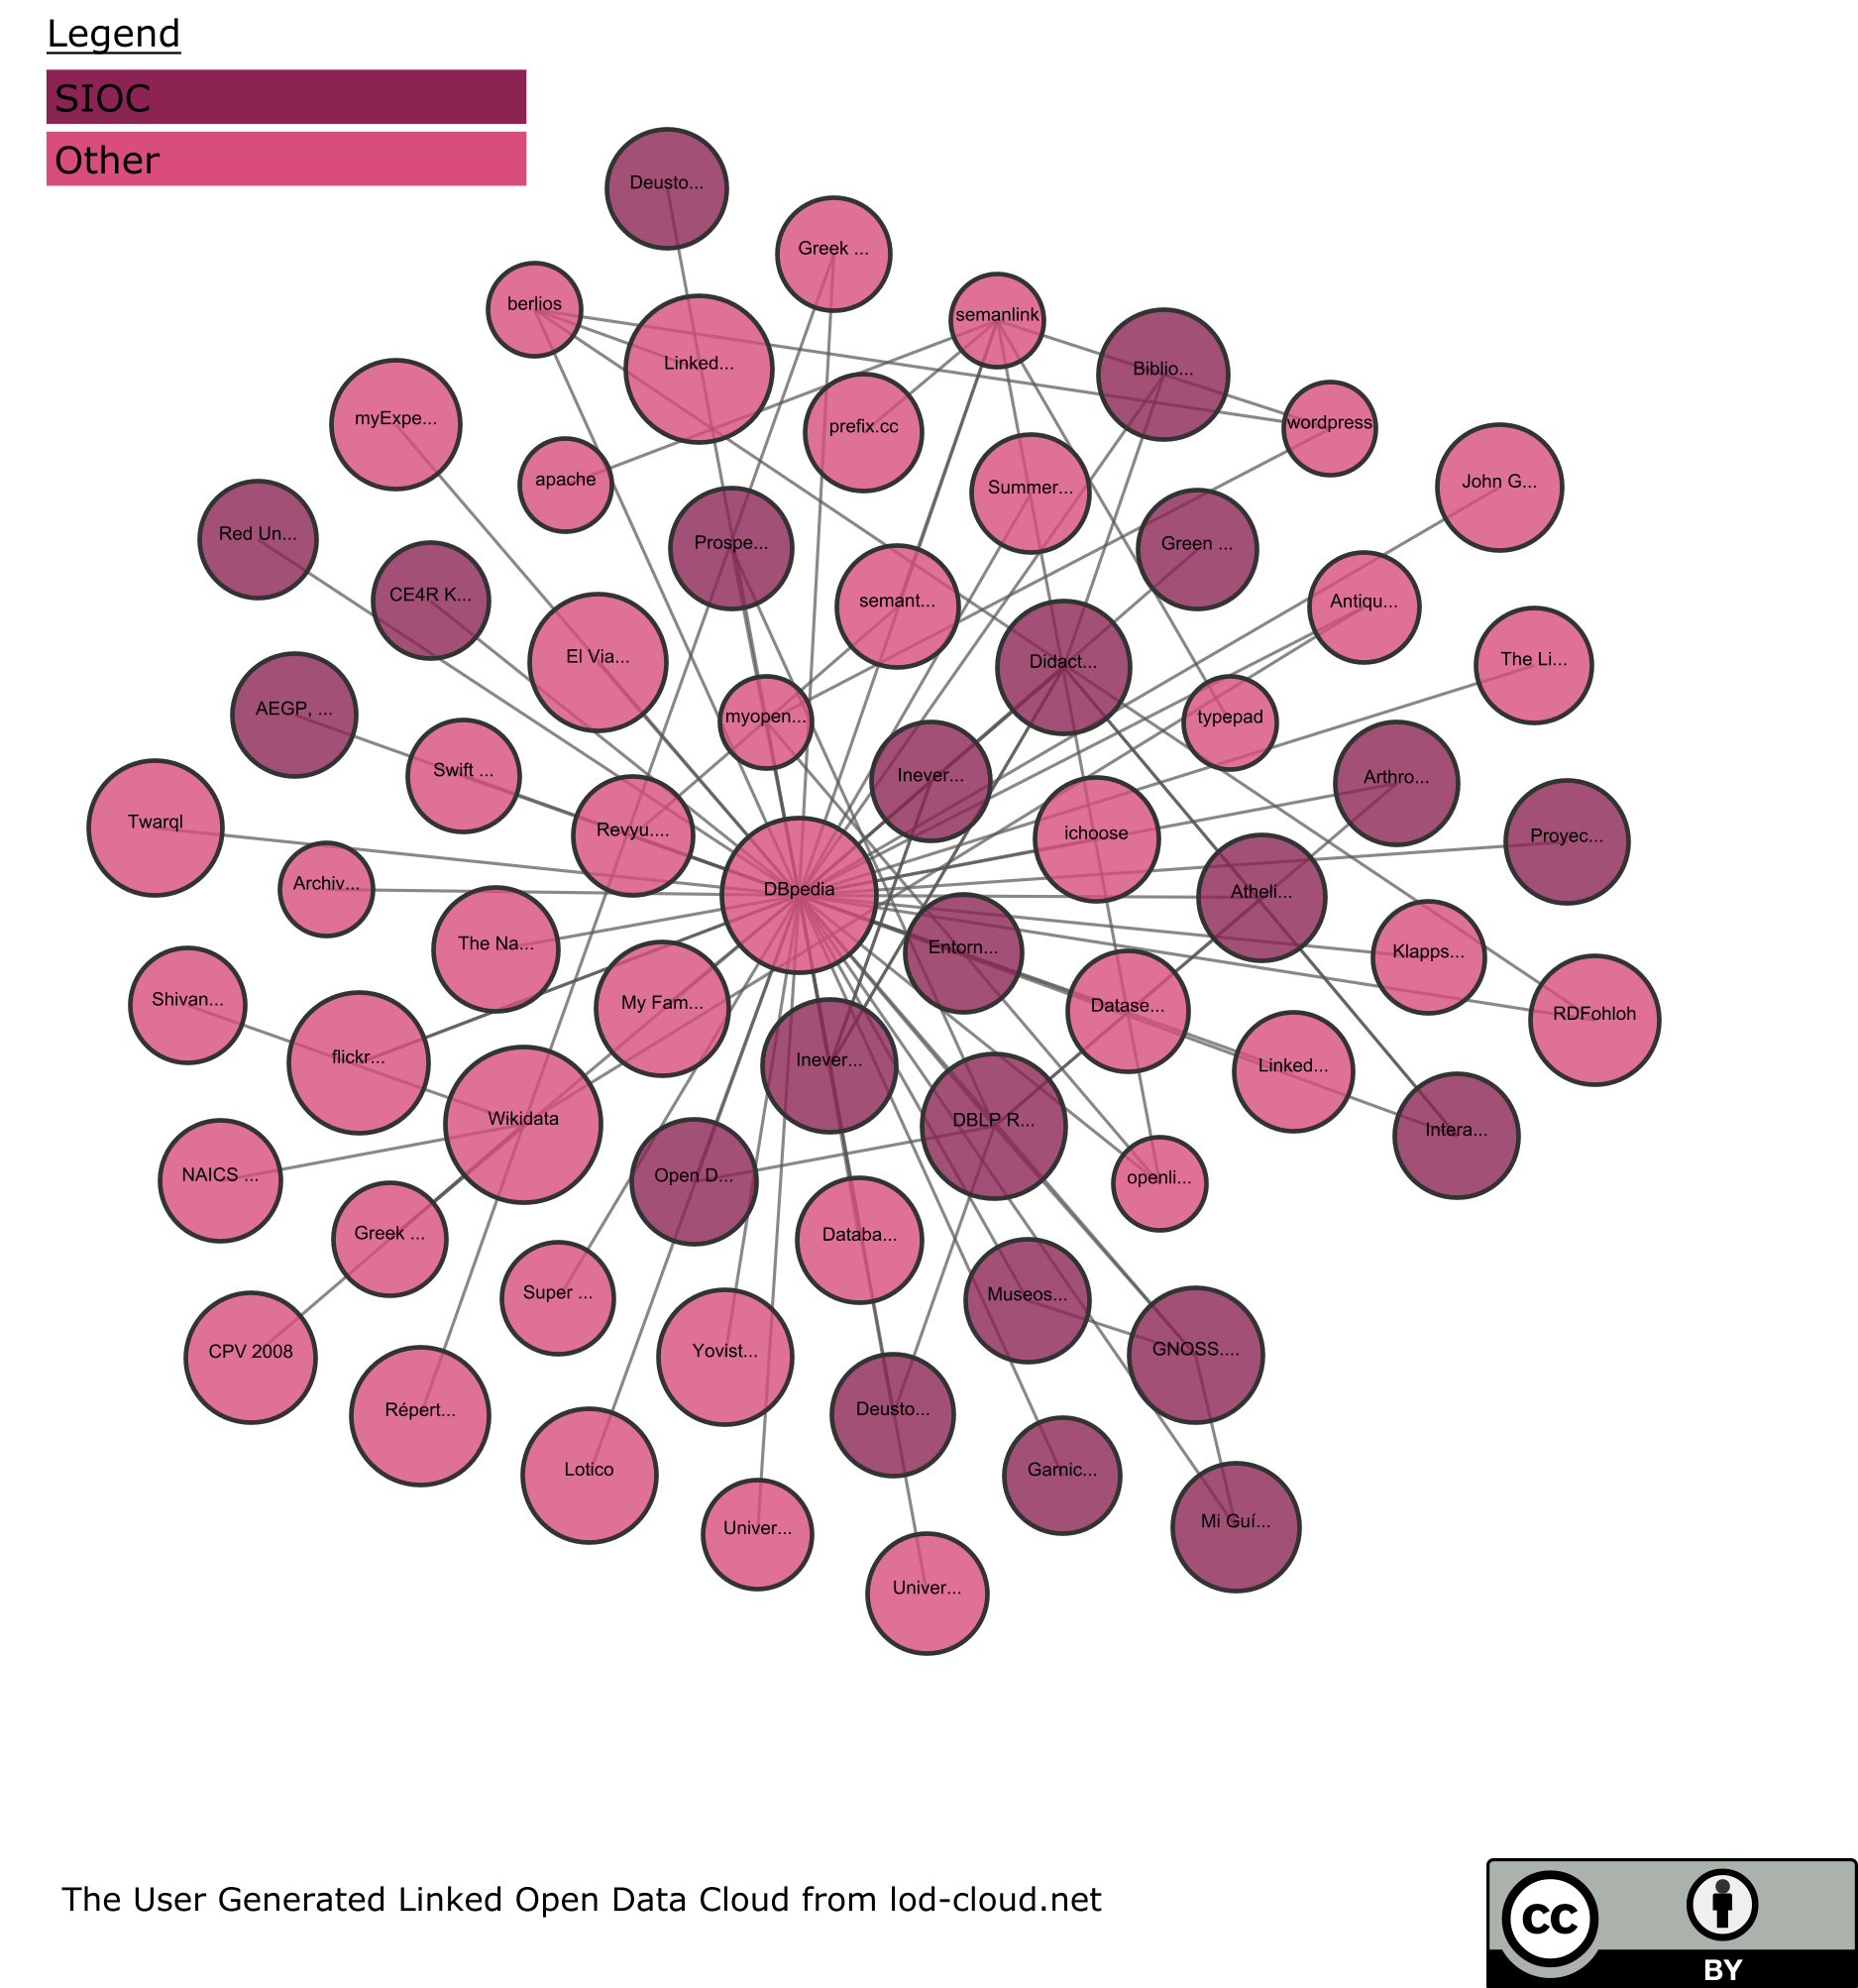 Legend
SIOC
Other
Deusto...
Greek ...
berlios
semanlink
Linked...
Biblio...
myExpe...
prefix.cc
wordpress
apache
Summer...
John G...
Red Un...
Prospe...
Green ...
CE4R K...
semant...
Antiqu...
El Via...
Didact...
The Li...
AEGP, ...
myopen...
typepad
Swift ...
Inever...
Arthro...
Twarql
Revyu....
ichoose
Proyec...
Archiv...
DBpedia
Atheli...
The Na...
Entorn...
Klapps...
Shivan...
My Fam...
Datase...
RDFohloh
flickr...
Inever...
Linked...
Wikidata
DBLP R...
Intera...
NAICS ...
Open D...
openli...
Greek ...
Databa...
Super ...
Museos...
CPV 2008
Yovist...
GNOSS....
Répert...
Deusto...
Lotico
Garnic...
Univer...
Mi Guí...
Univer...
The User Generated Linked Open Data Cloud from lod-cloud.net
cc
BY